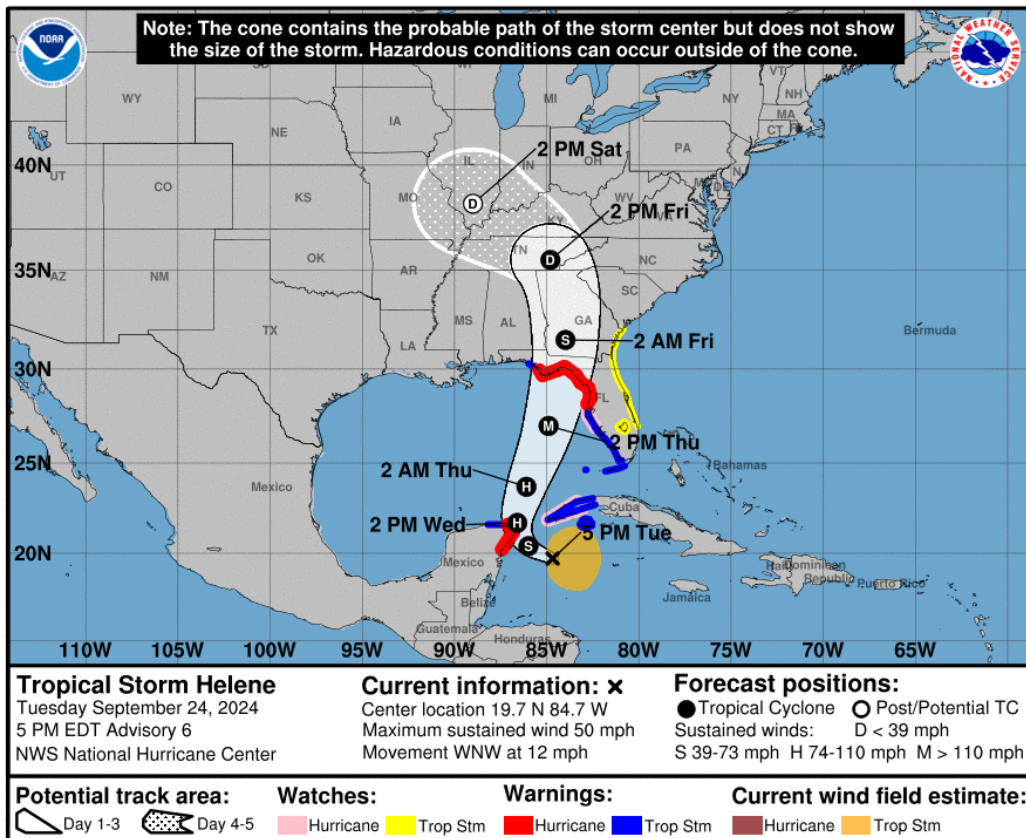 Note: The cone contains the probable path of the storm center but does not show
the size of the storm. Hazardous conditions can occur outside of the cone.
NOAA
NATIONAL WEATHER SERVICE
WY
IA
WI
MI
NY
VT
NH
MA
CT
RI
NE
40N
2 PM Sat
IL
IN
OH
PA
UT
CO
KS
MO
D
WV
DE
2 PM Fri
KY
VA
TN
D
NC
35N
AZ
NM
OK
AR
SC
MS
AL
GA
TX
S
2 AM Fri
Bermuda
LA
30N
FL
M
2 PM Thu
25N
2 AM Thu
H
Bahamas
Mexico
Cuba
2 PM Wed
H
5 PM Tue
S
20N
Mexico
Haiti
Dominican
Republic
Puerto Rico
Jamaica
Belize
Guatemala
Honduras
110W 105W 100W 95W 90W 85W 80W 75W 70W 65W
Tropical Storm Helene
Tuesday September 24, 2024
5 PM EDT Advisory 6
NWS National Hurricane Center
Current information: ×
Center location 19.7 N 84.7 W
Maximum sustained wind 50 mph
Movement WNW at 12 mph
Forecast positions:
● Tropical Cyclone ○ Post/Potential TC
Sustained winds: D < 39 mph
S 39-73 mph H 74-110 mph M > 110 mph
Potential track area:
Day 1-3 Day 4-5
Watches:
Hurricane Trop Stm
Warnings:
Hurricane Trop Stm
Current wind field estimate:
Hurricane Trop Stm